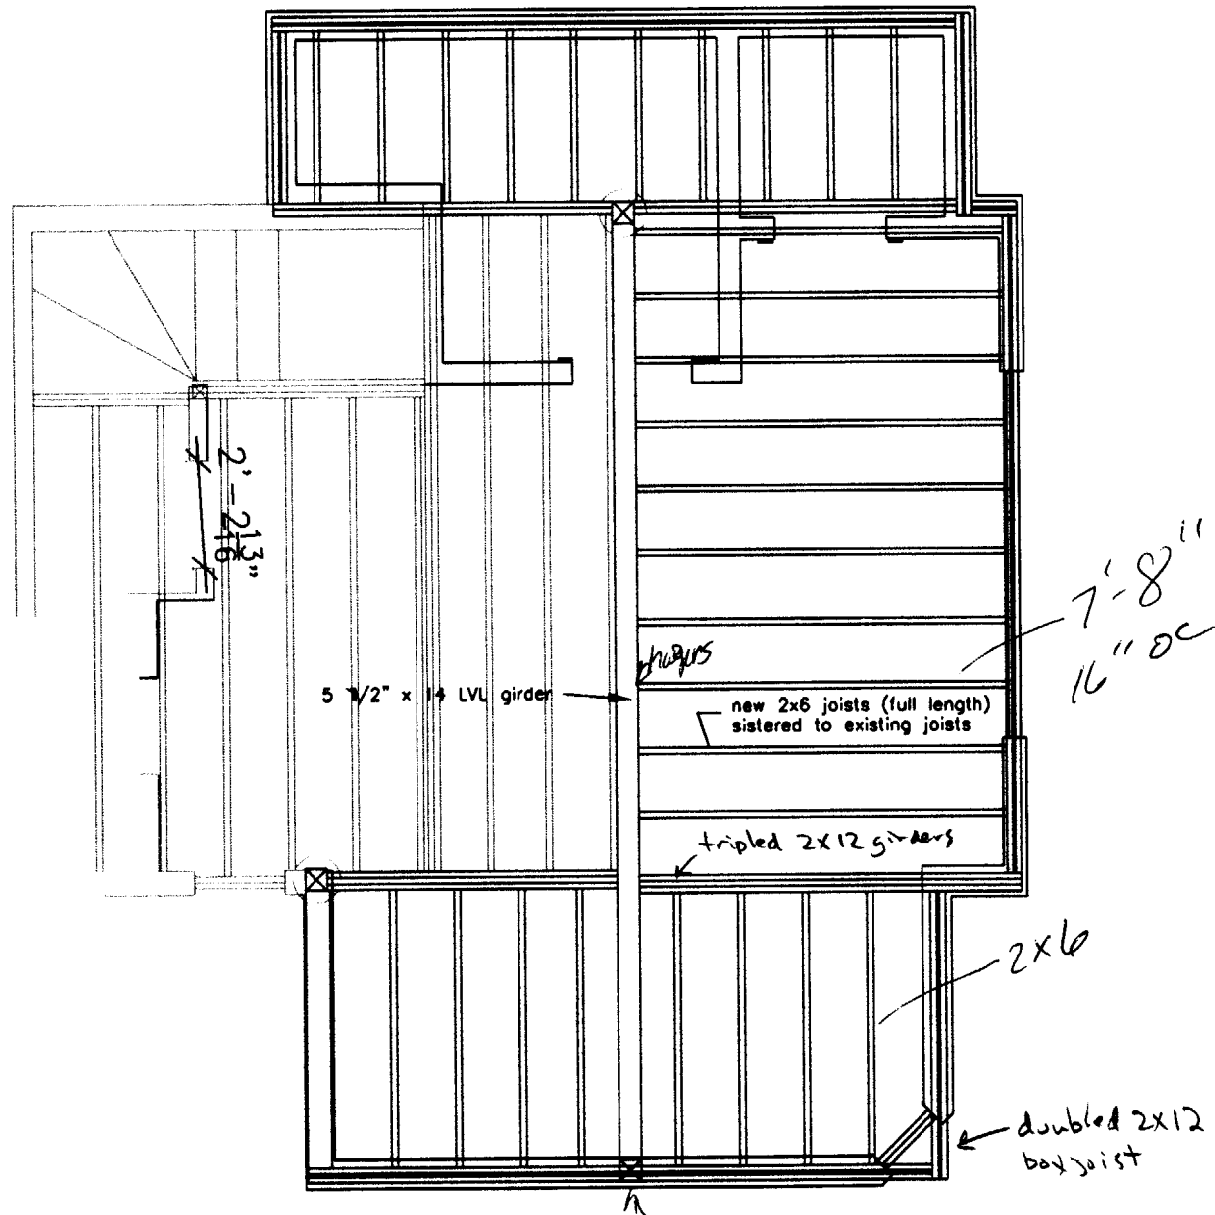 2' - 2 13/16"
7'-8"
16" oc
5 1/2" x 14 LVL girder
new 2x6 joists (full length)
sistered to existing joists
tripled 2x12 girders
2x6
doubled 2x12
box joist